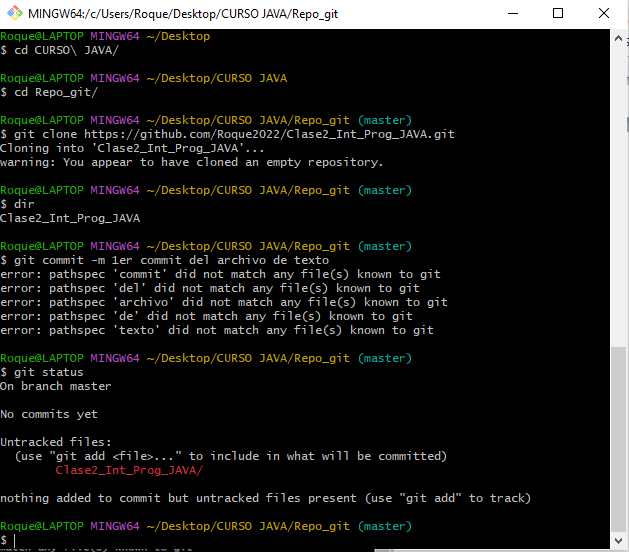 MINGW64:/c/Users/Roque/Desktop/CURSO JAVA/Repo_git
Roque@LAPTOP MINGW64 ~/Desktop
$ cd CURSO\ JAVA/
Roque@LAPTOP MINGW64 ~/Desktop/CURSO JAVA
$ cd Repo_git/
Roque@LAPTOP MINGW64 ~/Desktop/CURSO JAVA/Repo_git (master)
$ git clone https://github.com/Roque2022/Clase2_Int_Prog_JAVA.git
Cloning into 'Clase2_Int_Prog_JAVA'...
warning: You appear to have cloned an empty repository.
Roque@LAPTOP MINGW64 ~/Desktop/CURSO JAVA/Repo_git (master)
$ dir
Clase2_Int_Prog_JAVA
Roque@LAPTOP MINGW64 ~/Desktop/CURSO JAVA/Repo_git (master)
$ git commit -m 1er commit del archivo de texto
error: pathspec 'commit' did not match any file(s) known to git
error: pathspec 'del' did not match any file(s) known to git
error: pathspec 'archivo' did not match any file(s) known to git
error: pathspec 'de' did not match any file(s) known to git
error: pathspec 'texto' did not match any file(s) known to git
Roque@LAPTOP MINGW64 ~/Desktop/CURSO JAVA/Repo_git (master)
$ git status
On branch master
No commits yet
Untracked files:
(use "git add <file>..." to include in what will be committed)
Clase2_Int_Prog_JAVA/
nothing added to commit but untracked files present (use "git add" to track)
Roque@LAPTOP MINGW64 ~/Desktop/CURSO JAVA/Repo_git (master)
$